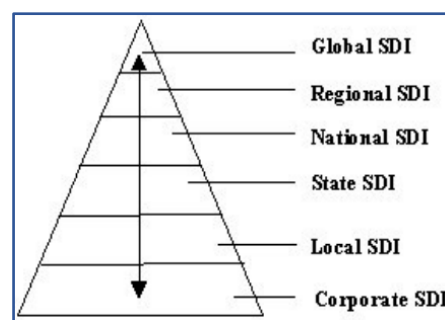 Global SDI
Regional SDI
National SDI
State SDI
Local SDI
Corporate SDI